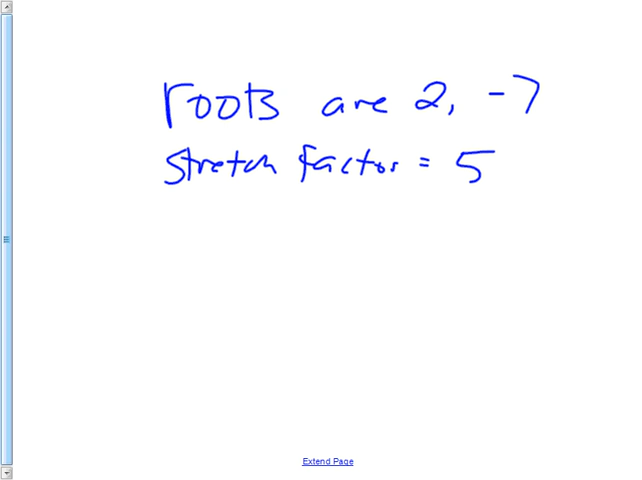 roots are 2, -7
stretch factor = 5
Extend Page